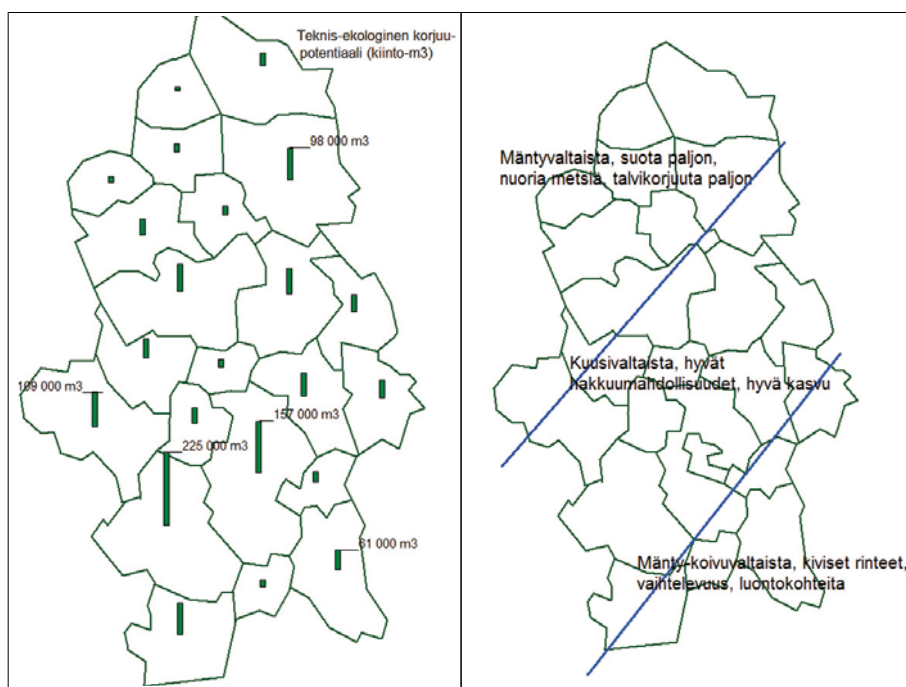 Teknis-ekologinen korjuu-
potentiaali (kiinto-m3)
98 000 m3
109 000 m3
157 000 m3
225 000 m3
61 000 m3
Mäntyvaltaista, suota paljon,
nuoria metsiä, talvikorjuuta paljon
Kuusivaltaista, hyvät
hakkuumahdollisuudet, hyvä kasvu
Mänty-koivuvaltaista, kiviset rinteet,
vaihtelevuus, luontokohteita